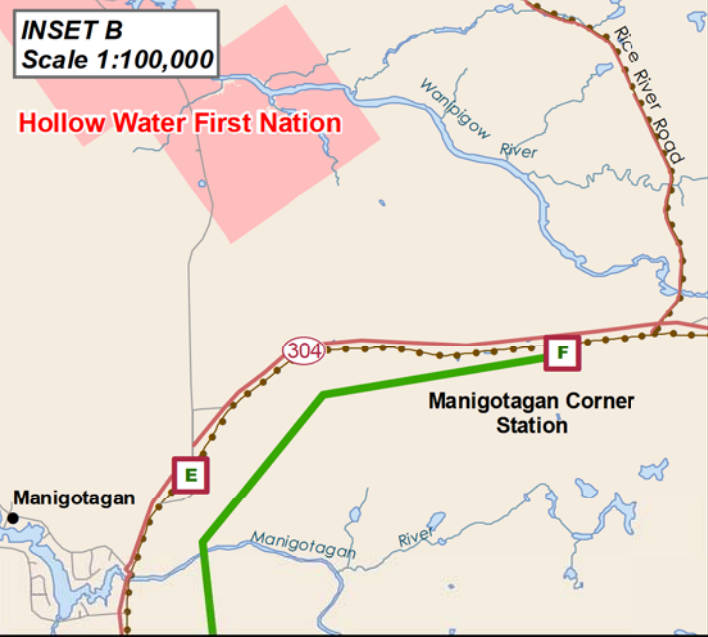 INSET B
Scale 1:100,000
Hollow Water First Nation
Wanipigow
River
Rice River Road
304
F
Manigotagan Corner
Station
E
Manigotagan
Manigotagan
River